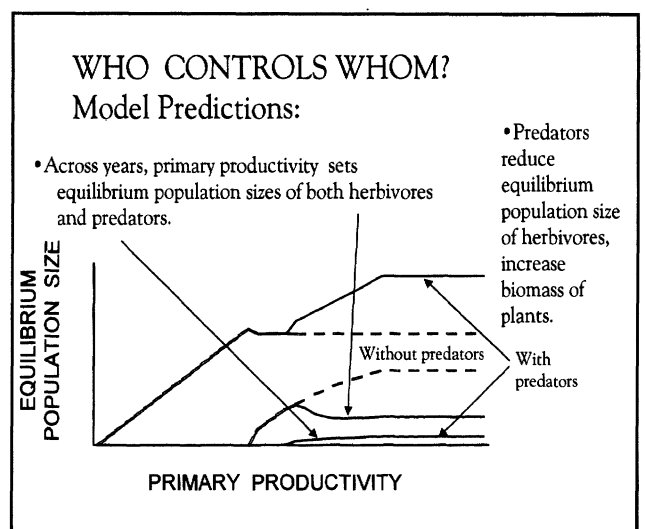 WHO CONTROLS WHOM?
Model Predictions:
•Across years, primary productivity sets
equilibrium population sizes of both herbivores
and predators.
•Predators
reduce
equilibrium
population size
of herbivores,
increase
biomass of
plants.
EQUILIBRIUM
POPULATION SIZE
Without predators
With
predators
PRIMARY PRODUCTIVITY